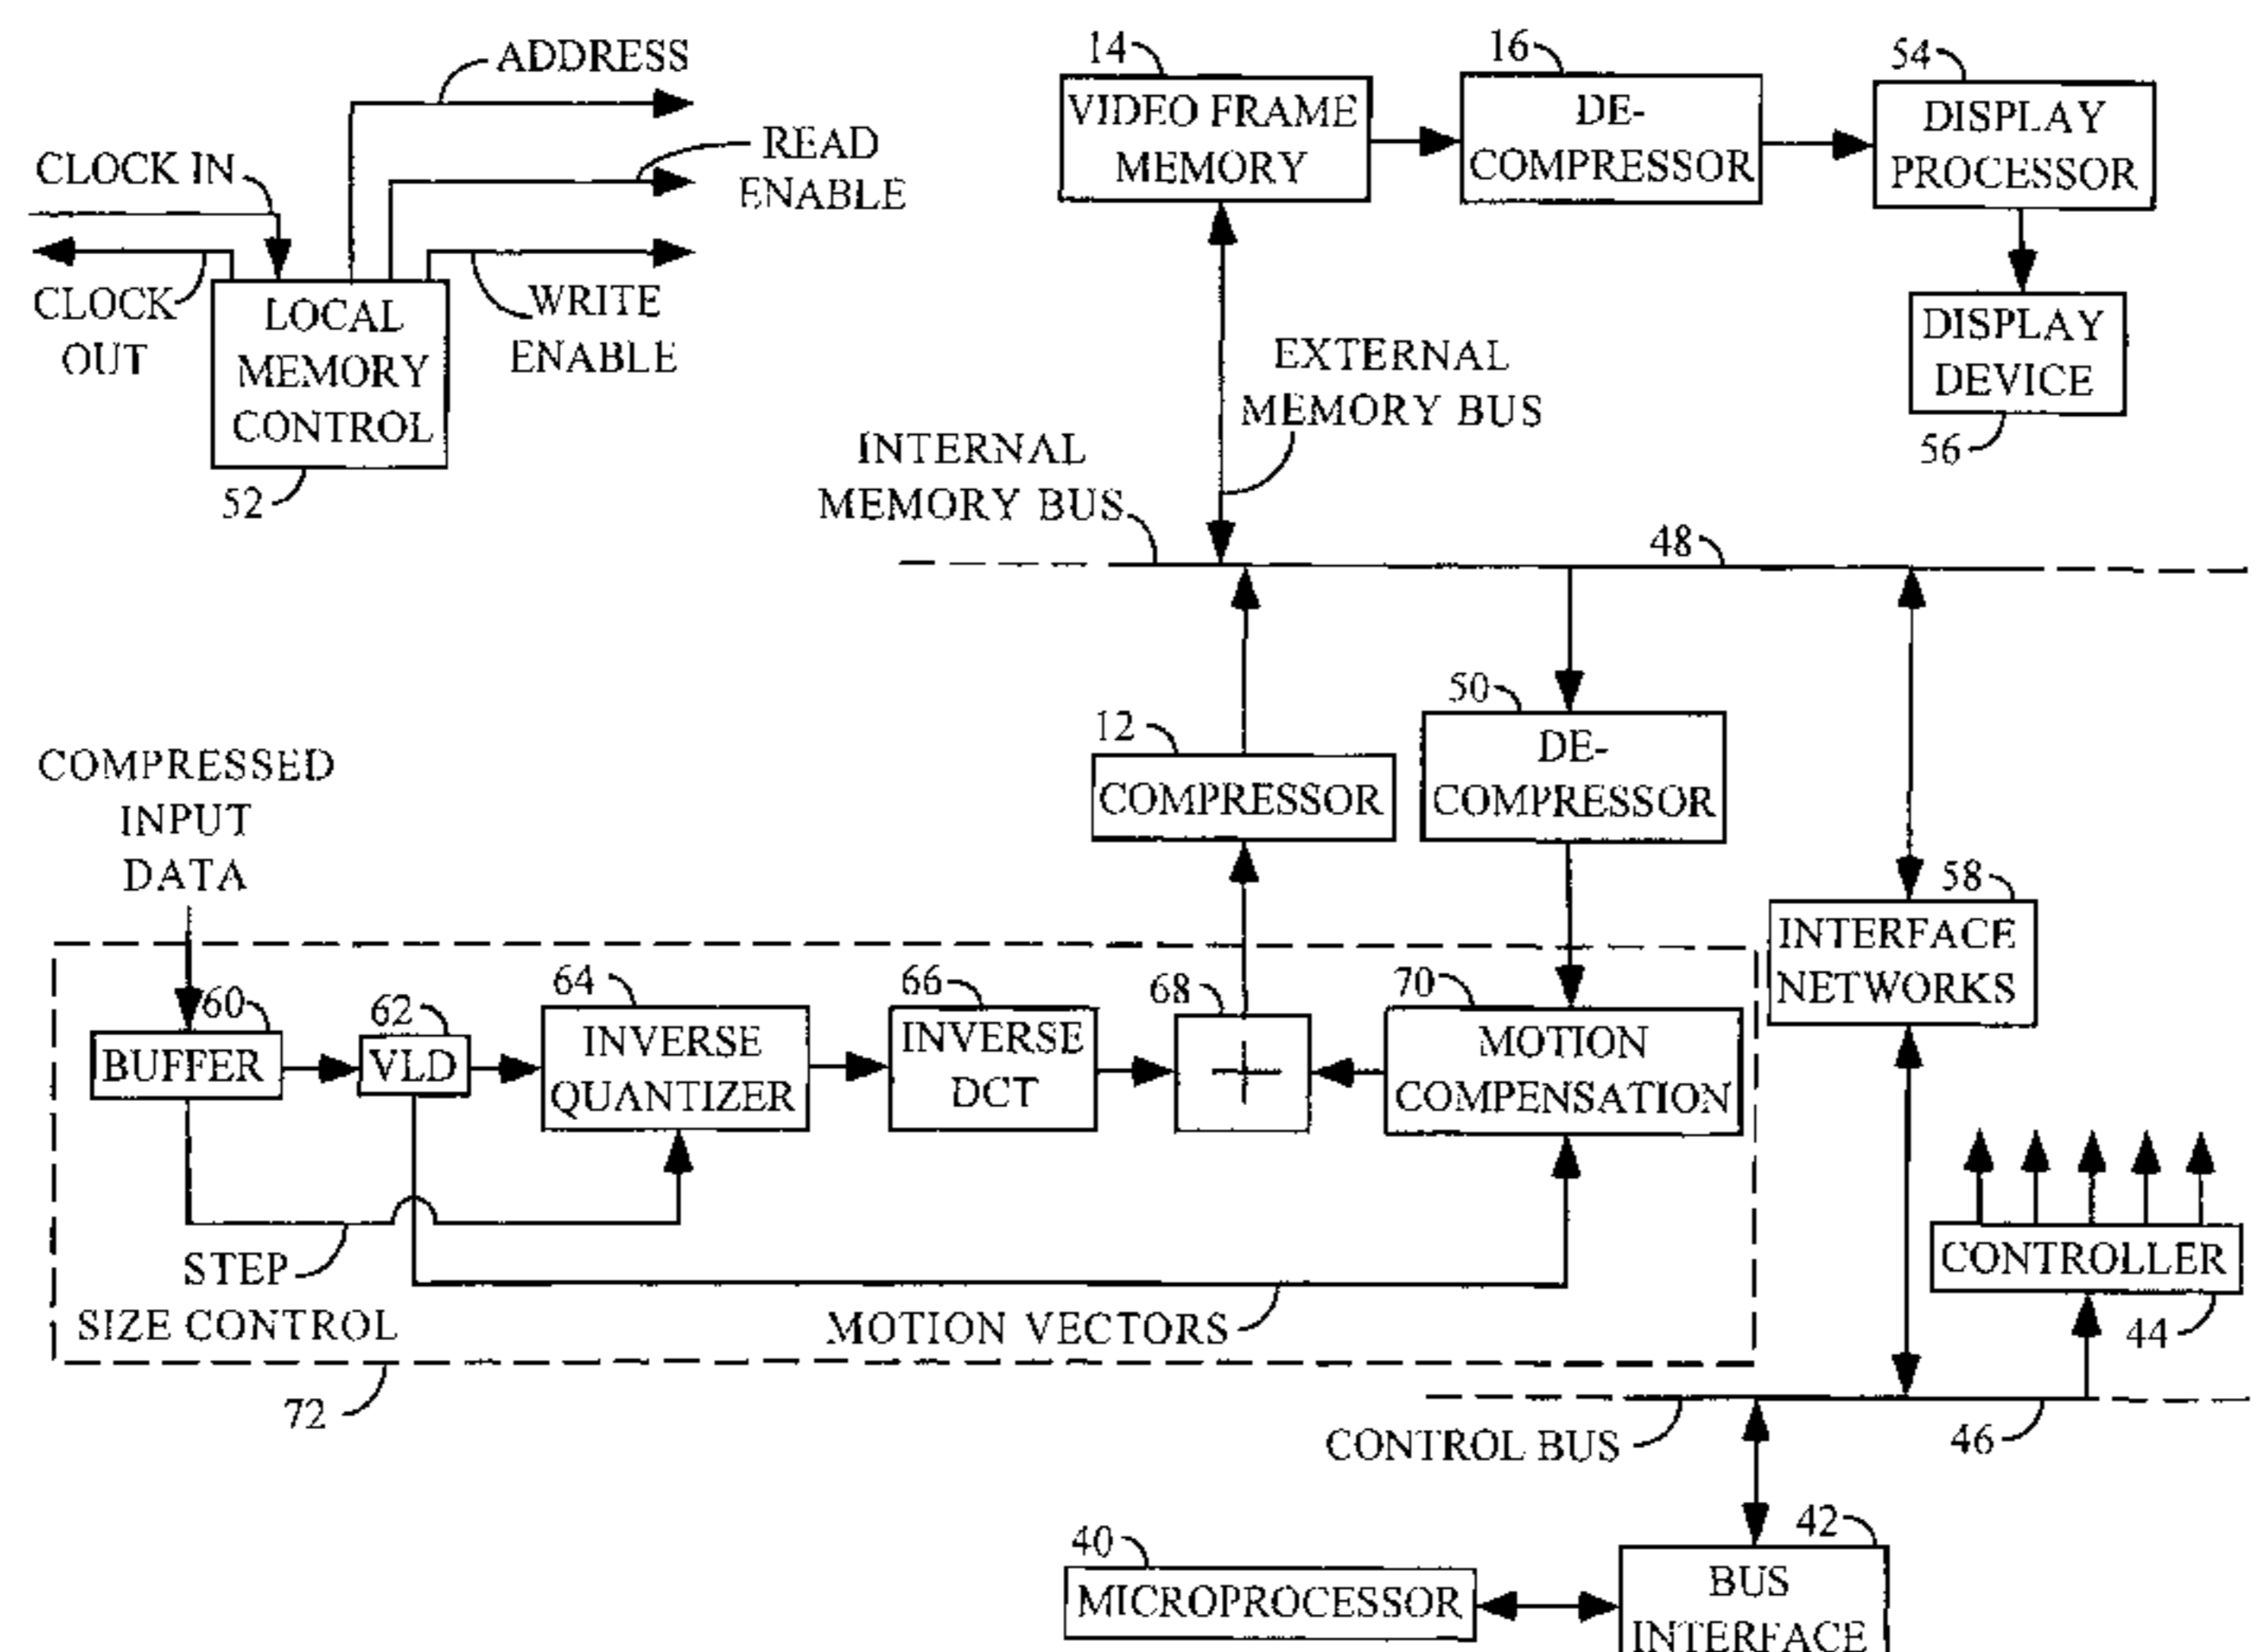 ADDRESS
CLOCK IN
READ
ENABLE
CLOCK
OUT
WRITE
ENABLE
LOCAL
MEMORY
CONTROL
52
14
VIDEO FRAME
MEMORY
16
DE-
COMPRESSOR
54
DISPLAY
PROCESSOR
DISPLAY
DEVICE
56
EXTERNAL
MEMORY BUS
INTERNAL
MEMORY BUS
48
12
COMPRESSOR
50
DE-
COMPRESSOR
58
INTERFACE
NETWORKS
COMPRESSED
INPUT
DATA
60
BUFFER
62
VLD
64
INVERSE
QUANTIZER
66
INVERSE
DCT
68
+
70
MOTION
COMPENSATION
STEP
SIZE CONTROL
MOTION VECTORS
72
CONTROLLER
44
CONTROL BUS
46
40
MICROPROCESSOR
42
BUS
INTERFACE